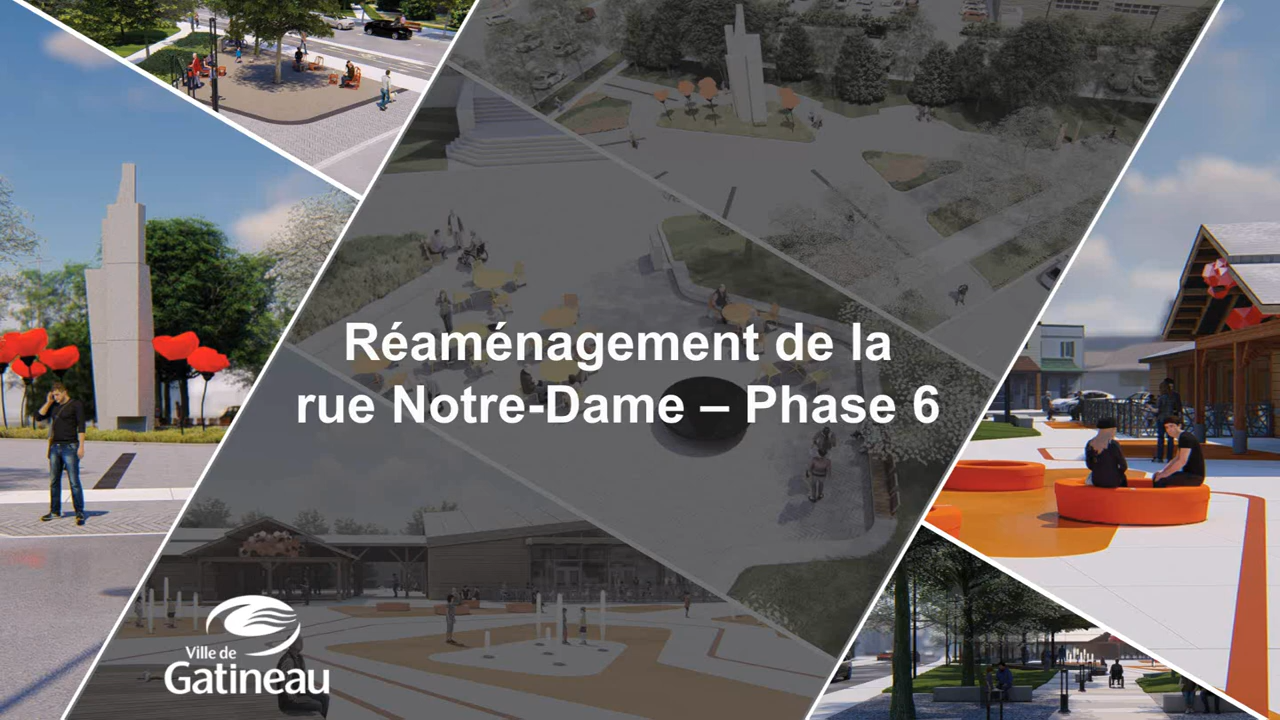 Réaménagement de la
rue Notre-Dame – Phase 6
Ville de
Gatineau